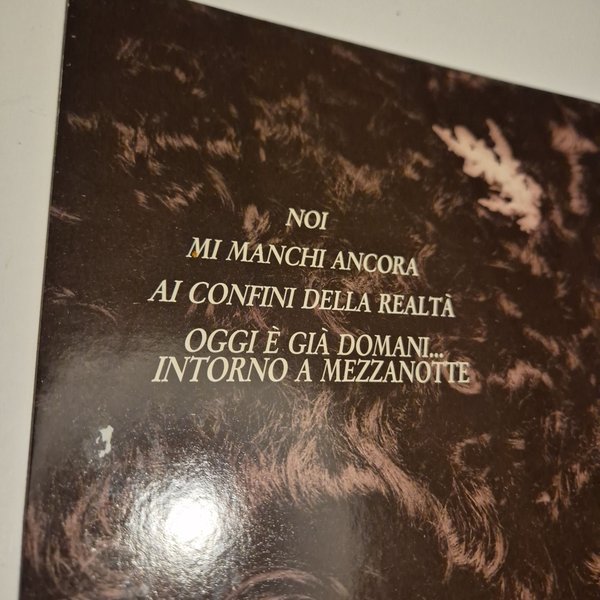 NOI
MI MANCHI ANCORA
AI CONFINI DELLA REALTÀ
OGGI È GIÀ DOMANI...
INTORNO A MEZZANOTTE